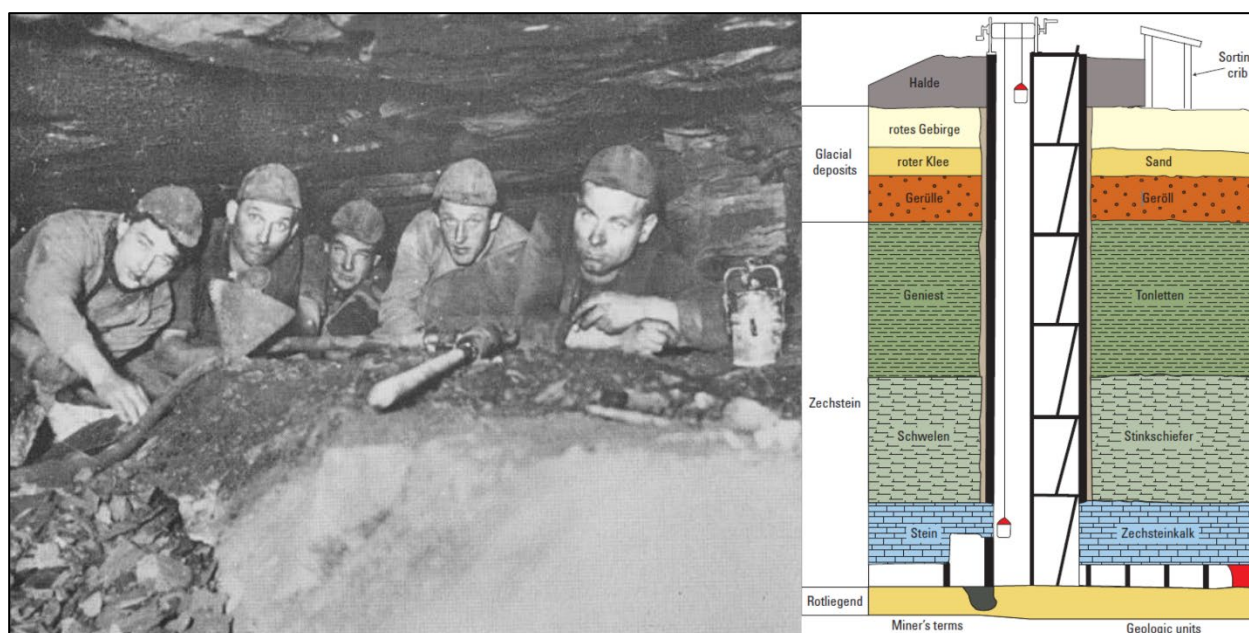 Sortin
crib
Halde
rotes Gebirge
Glacial
deposits
roter Klee
Sand
Gerülle
Geröll
Geniest
Tonletten
Zechstein
Schwelen
Stinkschiefer
Stein
Zechsteinkalk
Rotliegend
Miner's terms
Geologic units